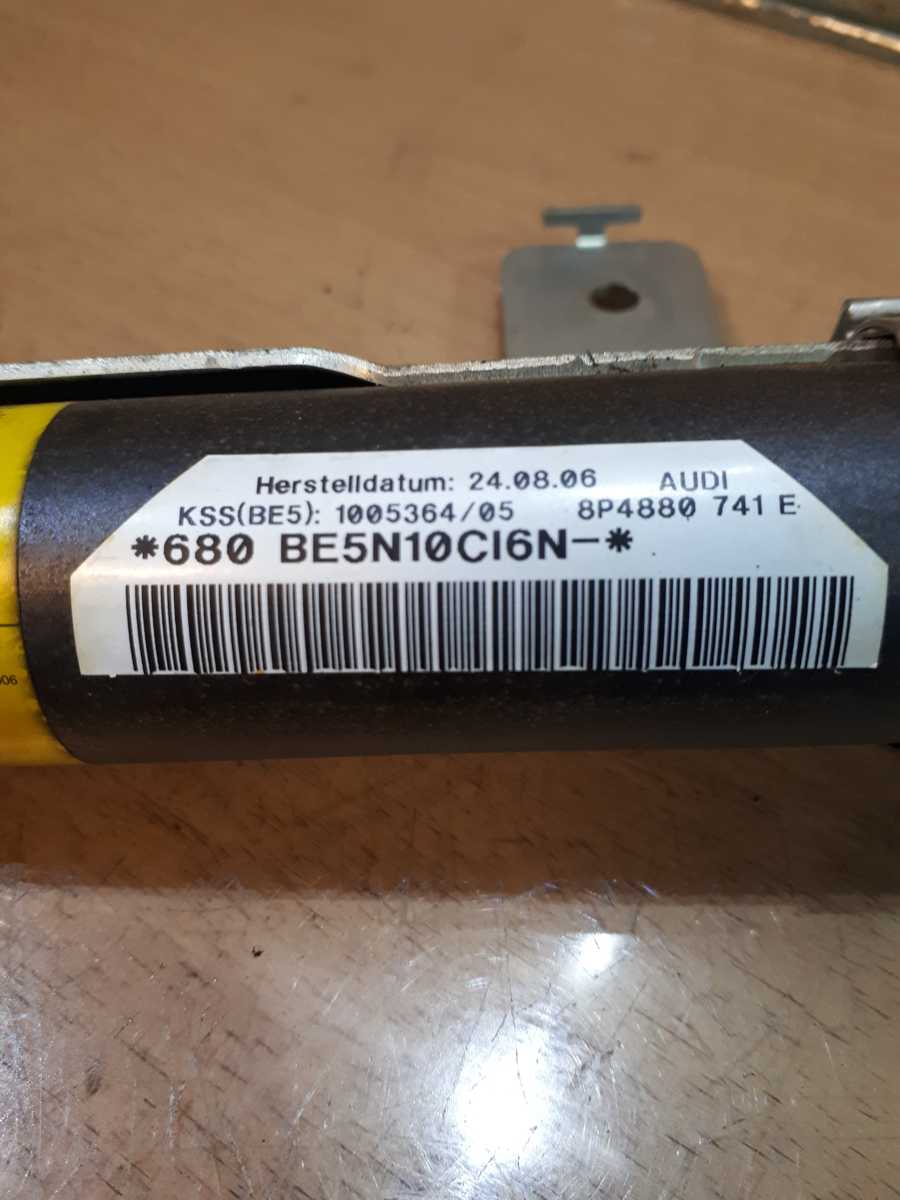 Herstelldatum: 24.08.06 AUDI
KSS(BE5): 1005364/05 8P4880 741 E
*680 BE5N10CI6N-*